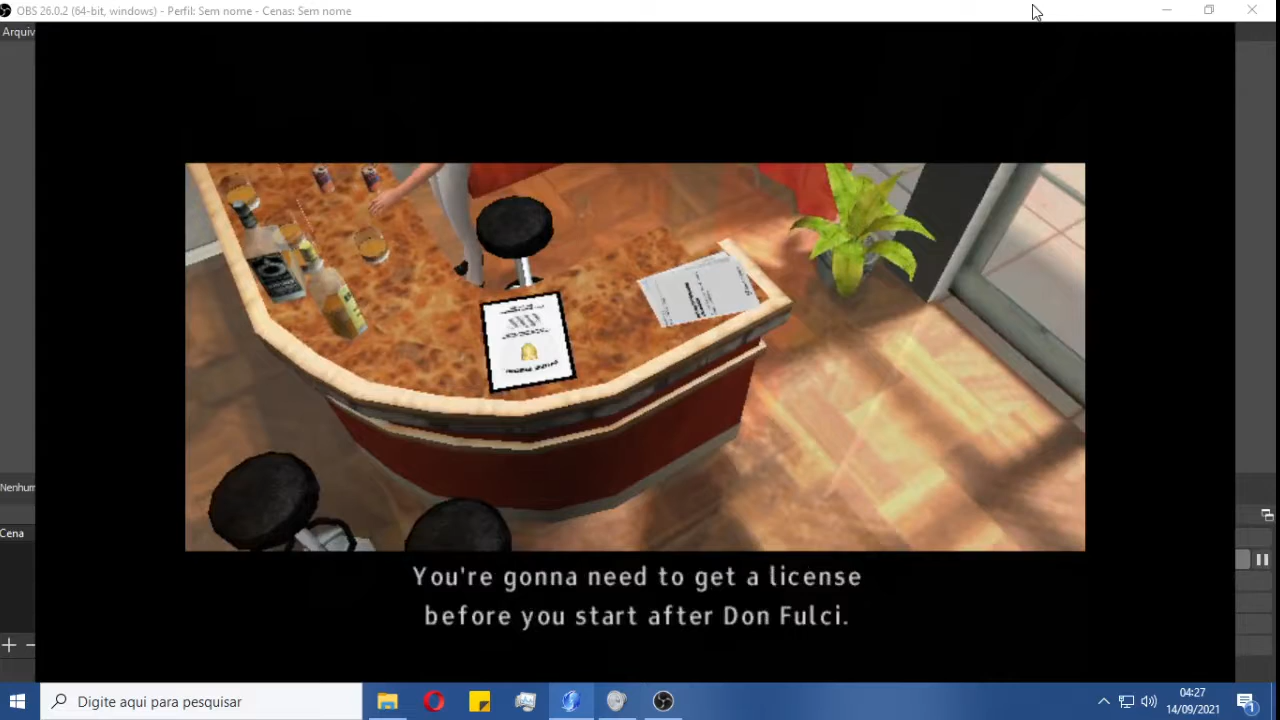 OBS 26.0.2 (64-bit, windows) - Perfil: Sem nome - Cenas: Sem nome
Arquiv
Nenhum
Cena
You're gonna need to get a license
before you start after Don Fulci.
Digite aqui para pesquisar
04:27
14/09/2021
1